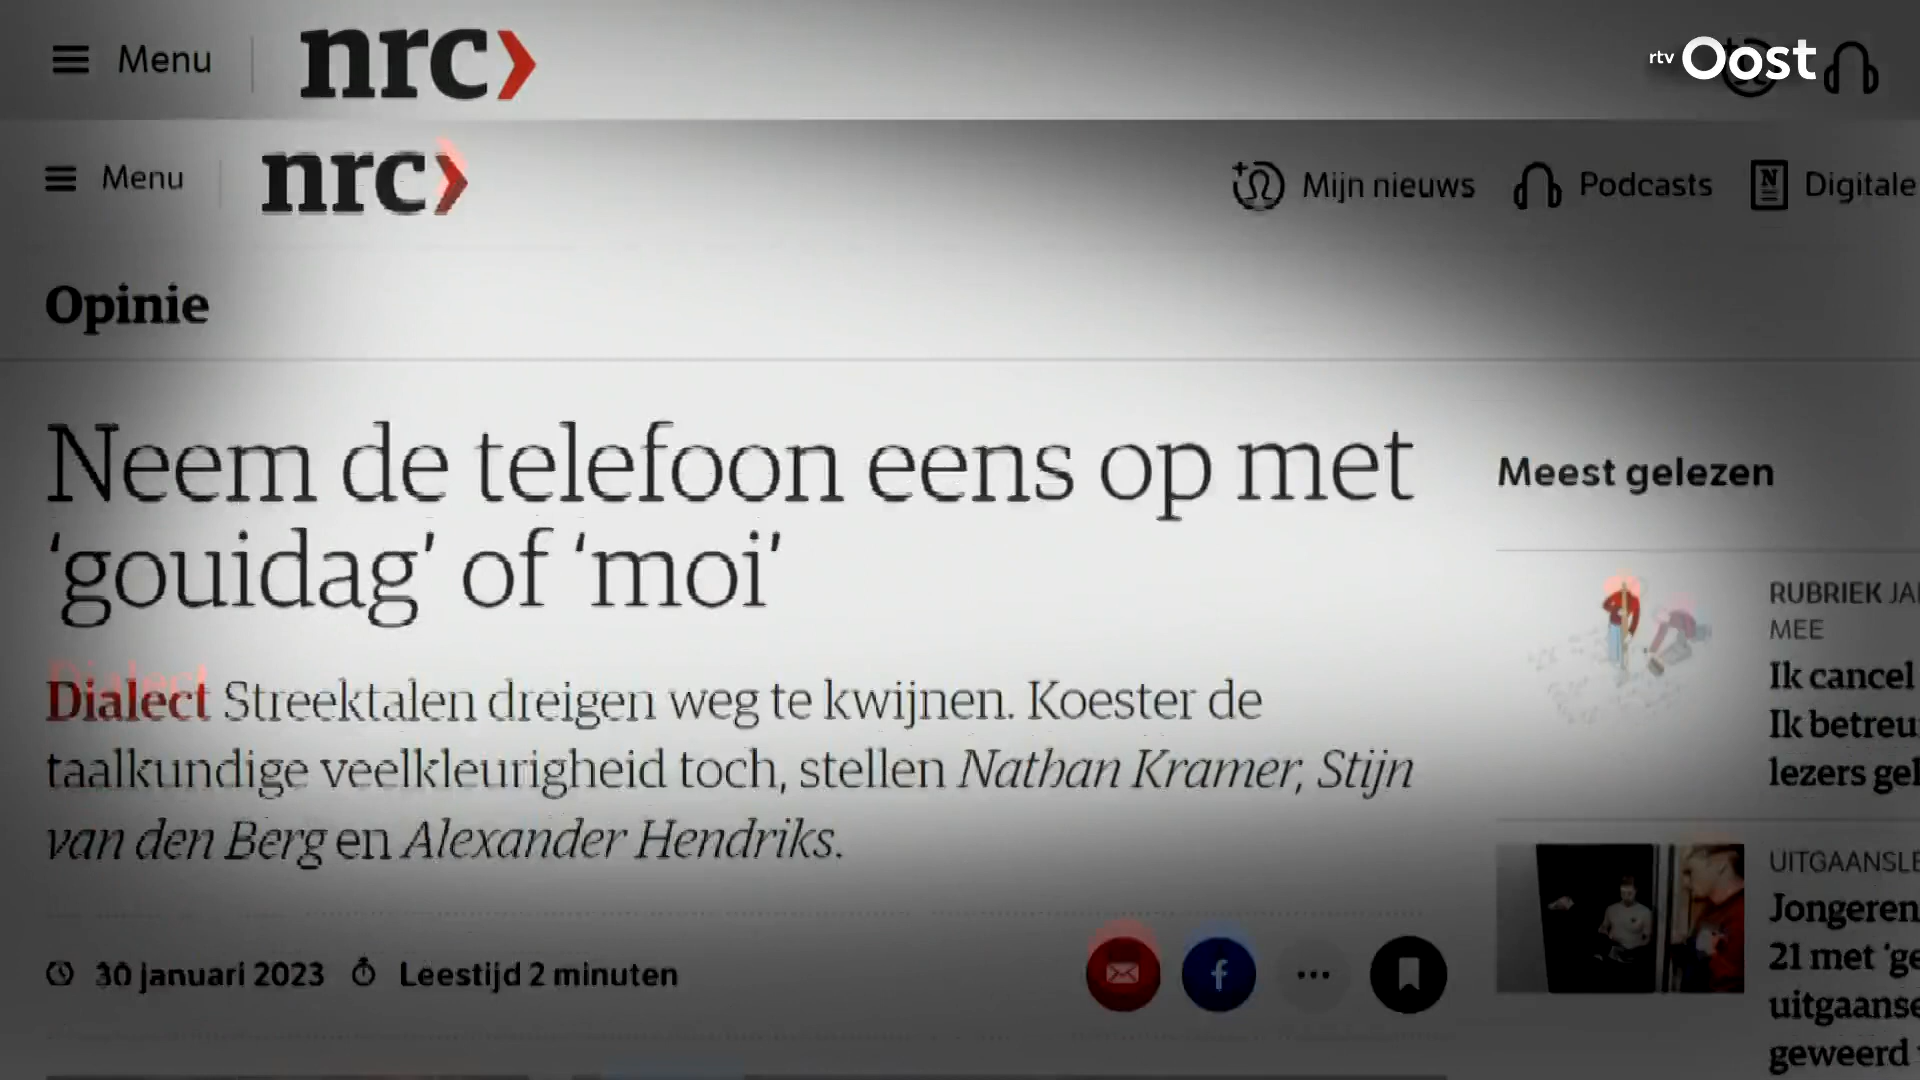 Menu
nrc
rtv Oost
Menu
nrc
Mijn nieuws
Podcasts
Digitale
Opinie
Neem de telefoon eens op met
‘gouidag’ of ‘moi’
Dialect Streektalen dreigen weg te kwijnen. Koester de
taalkundige veelkleurigheid toch, stellen Nathan Kramer, Stijn
van den Berg en Alexander Hendriks.
30 januari 2023
Leestijd 2 minuten
Meest gelezen
RUBRIEK
MEE
Ik cancel
Ik betreu
lezers
UITGAANSLE
Jongeren
21 met ‘ge
uitgaanse
geweerd